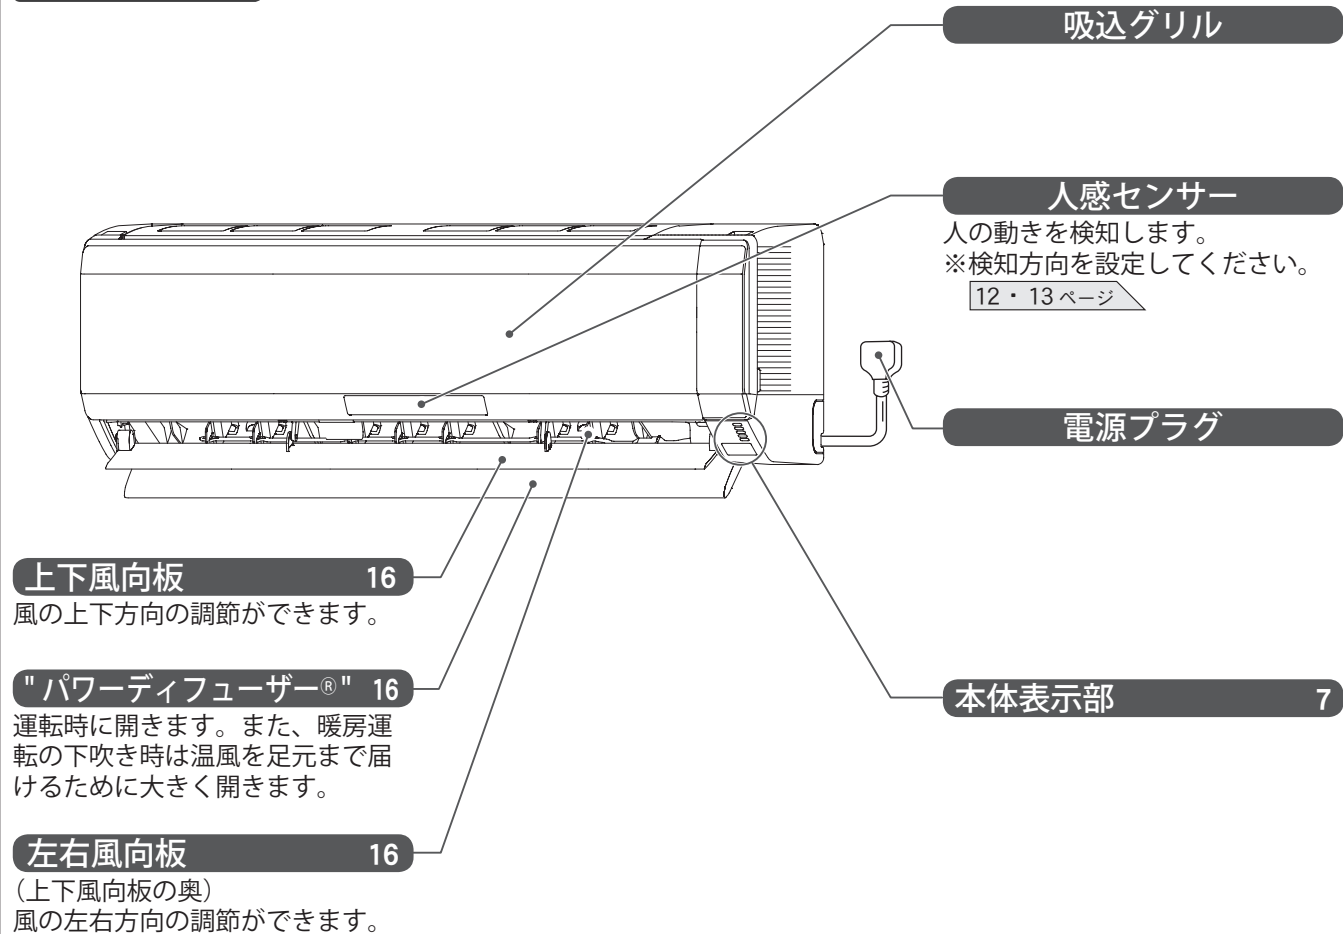 吸込グリル
人感センサー
人の動きを検知します。
※検知方向を設定してください。
12・13ページ
電源プラグ
上下風向板 16
風の上下方向の調節ができます。
"パワーディフューザー®" 16
運転時に開きます。また、暖房運
転の下吹き時は温風を足元まで届
けるために大きく開きます。
本体表示部 7
左右風向板 16
(上下風向板の奥)
風の左右方向の調節ができます。